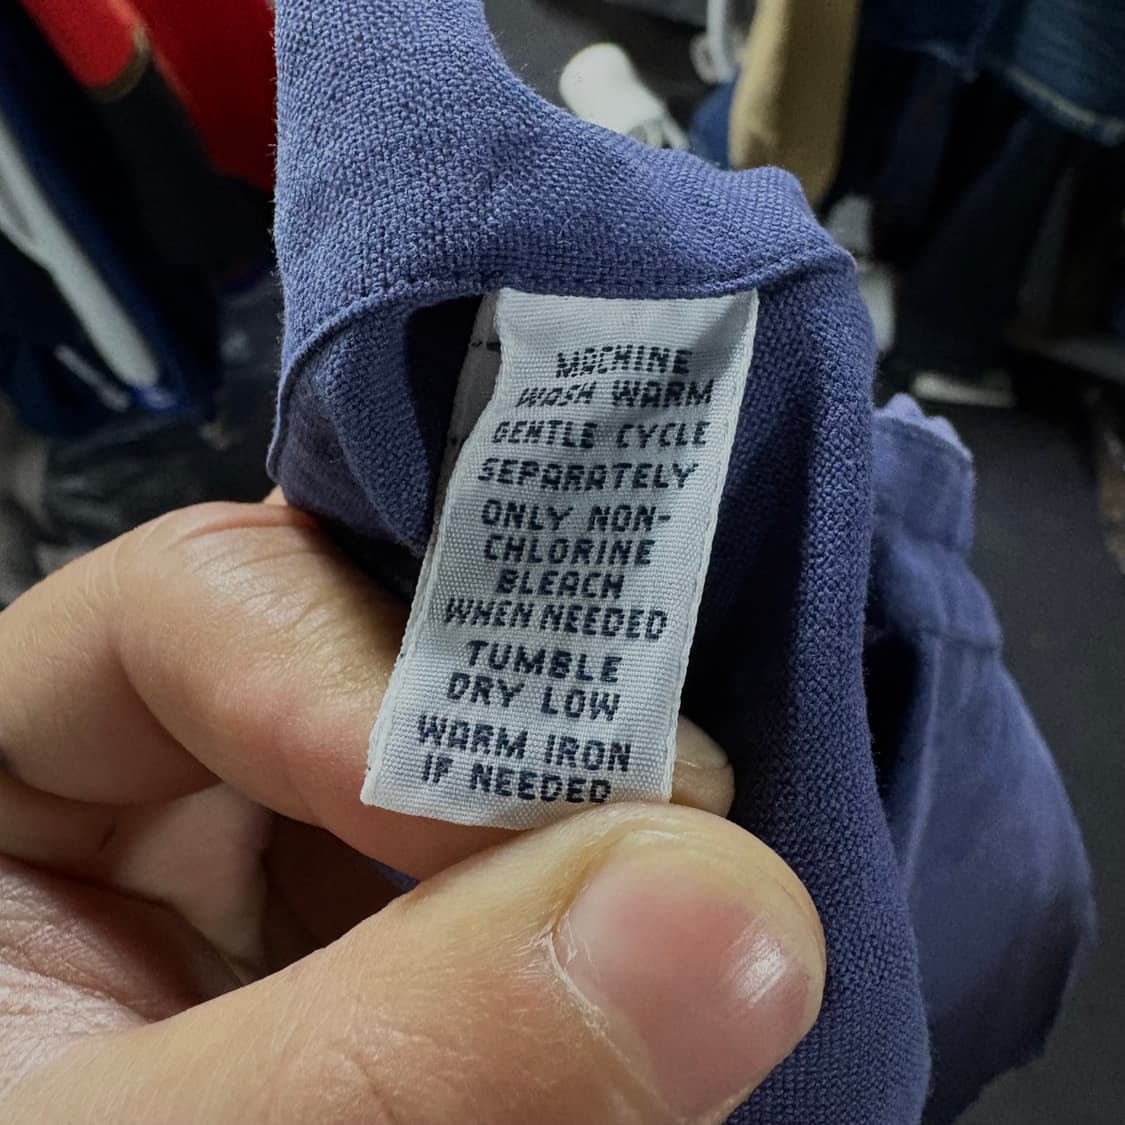 MACHINE
WASH WARM
GENTLE CYCLE
SEPARATELY
ONLY NON-
CHLORINE
BLEACH
WHEN NEEDED
TUMBLE
DRY LOW
WARM IRON
IF NEEDED